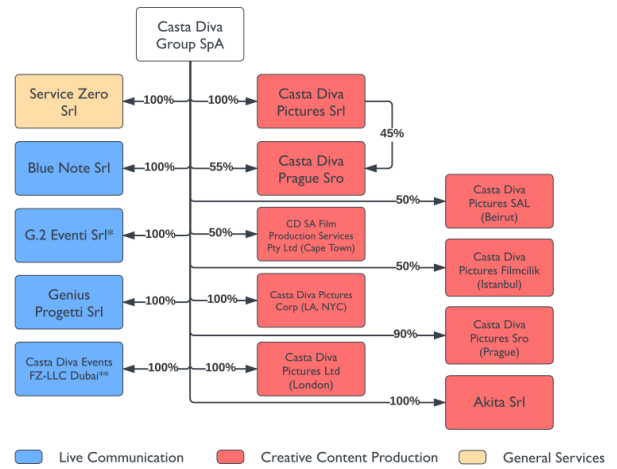 Casta Diva
Group SpA
Service Zero
Srl
100%
100%
Casta Diva
Pictures Srl
45%
Blue Note Srl
100%
55%
Casta Diva
Prague Sro
50%
Casta Diva
Pictures SAL
(Beirut)
G.2 Eventi Srl*
100%
50%
CD SA Film
Production Services
Pty Ltd (Cape Town)
50%
Casta Diva
Pictures Filmcilik
(Istanbul)
Genius
Progetti Srl
100%
100%
Casta Diva Pictures
Corp (LA, NYC)
90%
Casta Diva
Pictures Sro
(Prague)
Casta Diva Events
FZ-LLC Dubai**
100%
100%
Casta Diva
Pictures Ltd
(London)
100%
Akita Srl
Live Communication
Creative Content Production
General Services